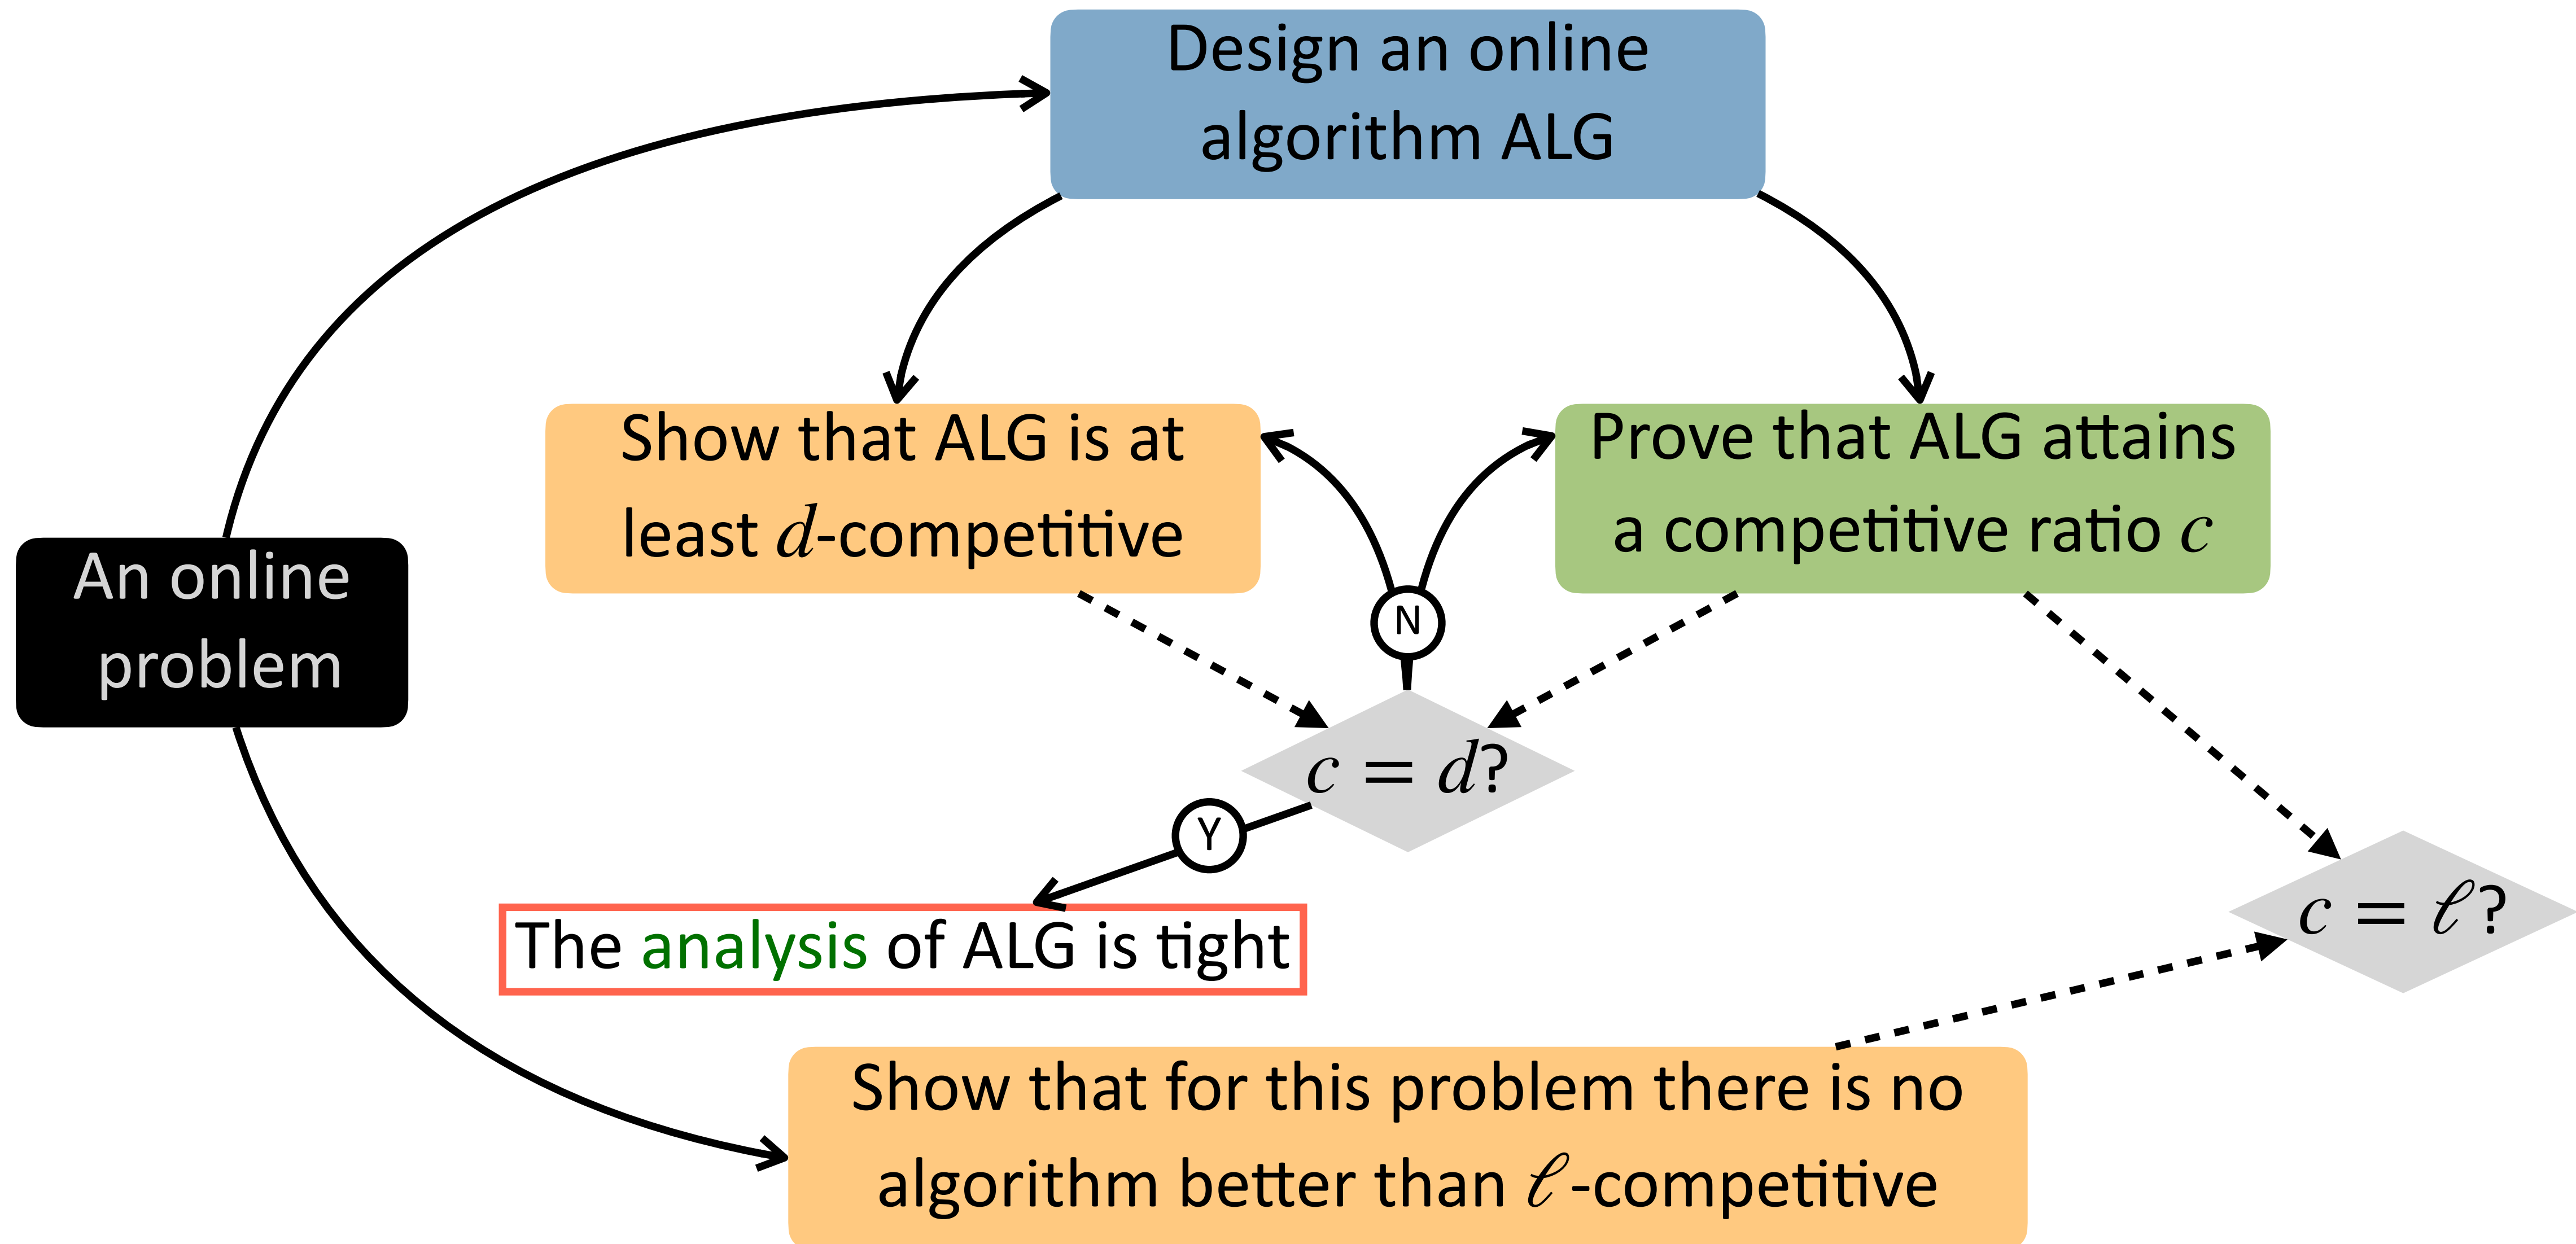 Design an online
algorithm ALG
Show that ALG is at
least d-competitive
Prove that ALG attains
a competitive ratio c
An online
problem
N
c = d?
Y
The analysis of ALG is tight
c = ℓ?
Show that for this problem there is no
algorithm better than ℓ-competitive